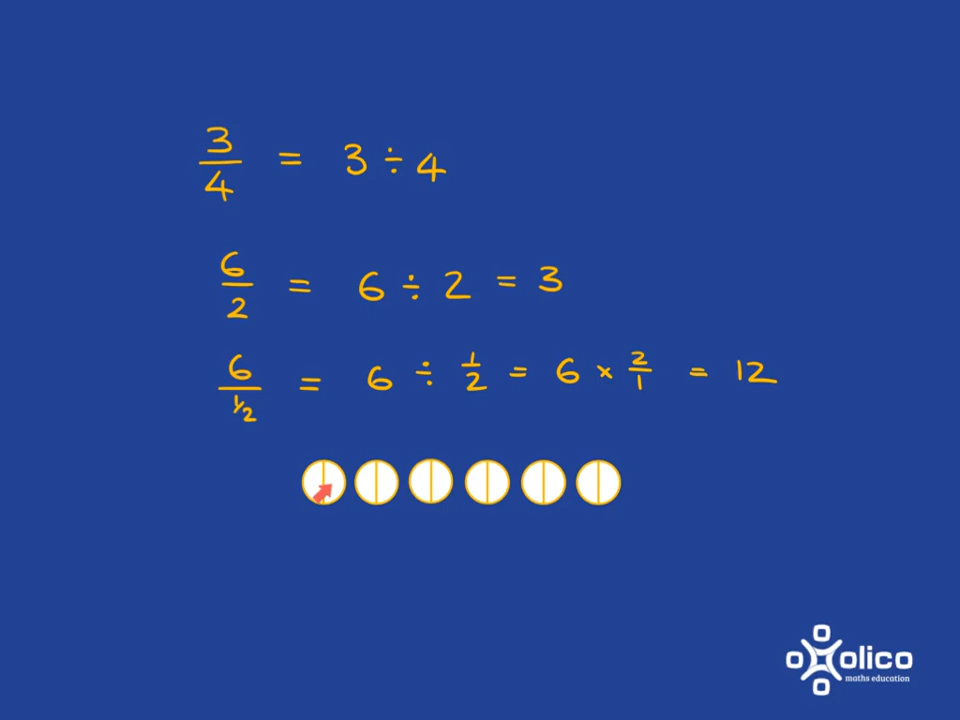 3/4 = 3 ÷ 4
6/2 = 6 ÷ 2 = 3
6/½ = 6 ÷ 1/2 = 6 × 2/1 = 12
olico
maths education